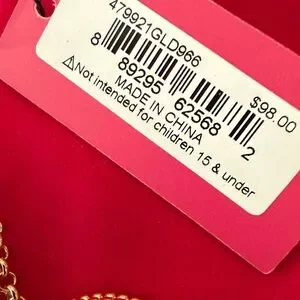 479921GLD966
8 89295 62568 2
$98.00
MADE IN CHINA
⚠Not intended for children 15 & under